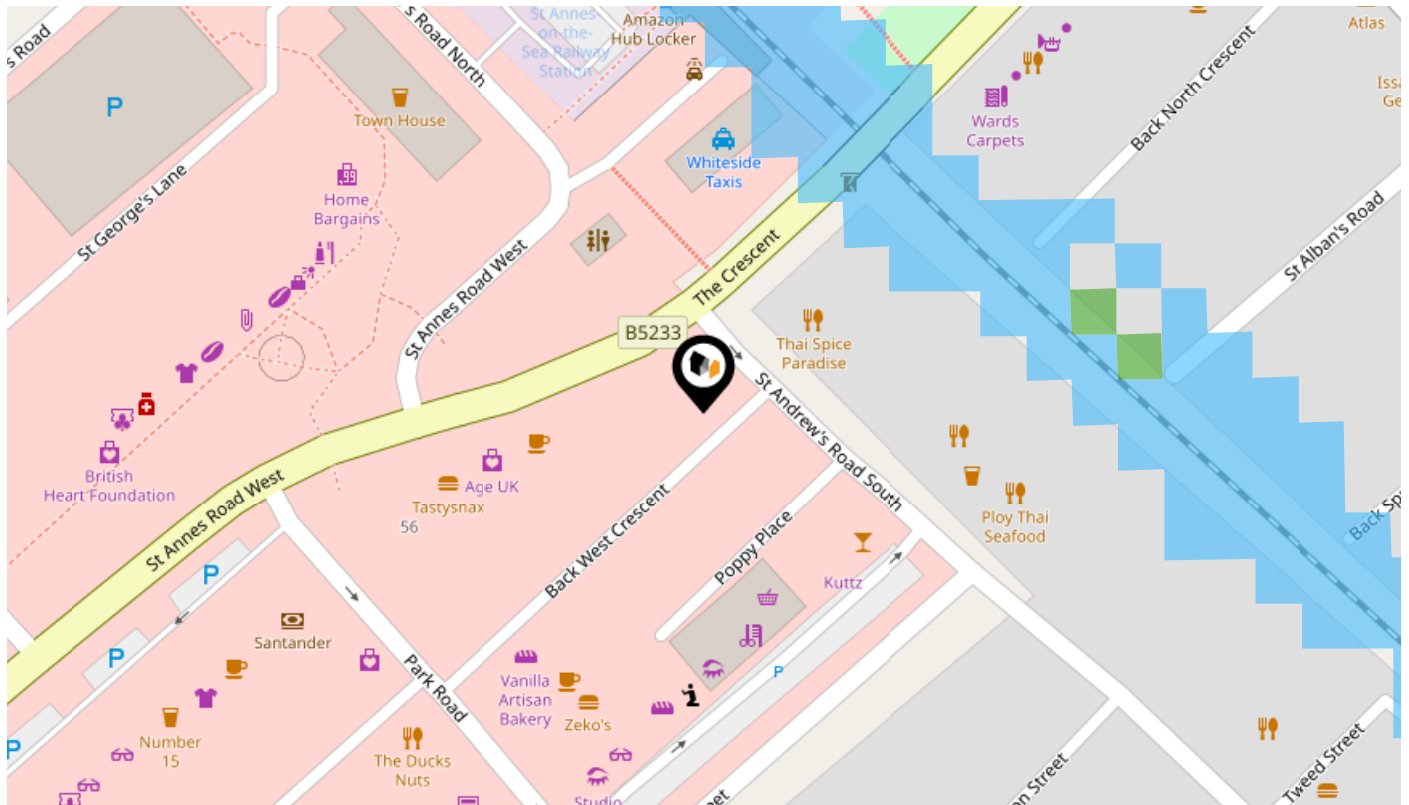 s Road
s Road North
St Annes-
on-the-
Sea Railway
Station
Amazon
Hub Locker
Atlas
P
Town House
Wards
Carpets
Back North Crescent
Whiteside
Taxis
99
Home
Bargains
St George's Lane
St Annes Road West
The Crescent
St Alban's Road
B5233
Thai Spice
Paradise
St Andrew's Road South
British
Heart Foundation
Age UK
Tastysnax
56
St Annes Road West
Ploy Thai
Seafood
Back West Crescent
Poppy Place
Kuttz
P
Santander
P
P
Park Road
Vanilla
Artisan
Bakery
Zeko's
P
Number
15
The Ducks
Nuts
Studio
Tweed Street